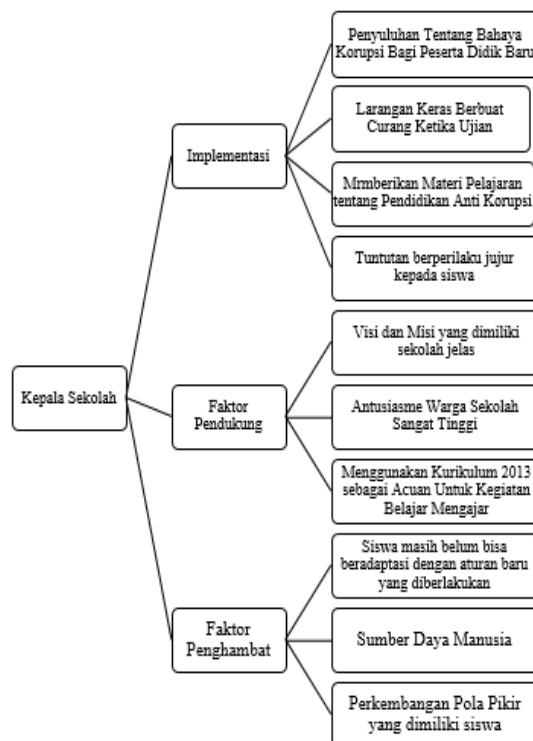 Penyuluhan Tentang Bahaya
Korupsi Bagi Peserta Didik Baru
Larangan Keras Berbuat
Curang Ketika Ujian
Implementasi
Mrmberikan Materi Pelajaran
tentang Pendidikan Anti Korupsi
Tuntutan berperilaku jujur
kepada siswa
Visi dan Misi yang dimiliki
sekolah jelas
Kepala Sekolah
Faktor
Pendukung
Antusiasme Warga Sekolah
Sangat Tinggi
Menggunakan Kurikulum 2013
sebagai Acuan Untuk Kegiatan
Belajar Mengajar
Siswa masih belum bisa
beradaptasi dengan aturan baru
yang diberlakukan
Faktor
Penghambat
Sumber Daya Manusia
Perkembangan Pola Pikir
yang dimiliki siswa